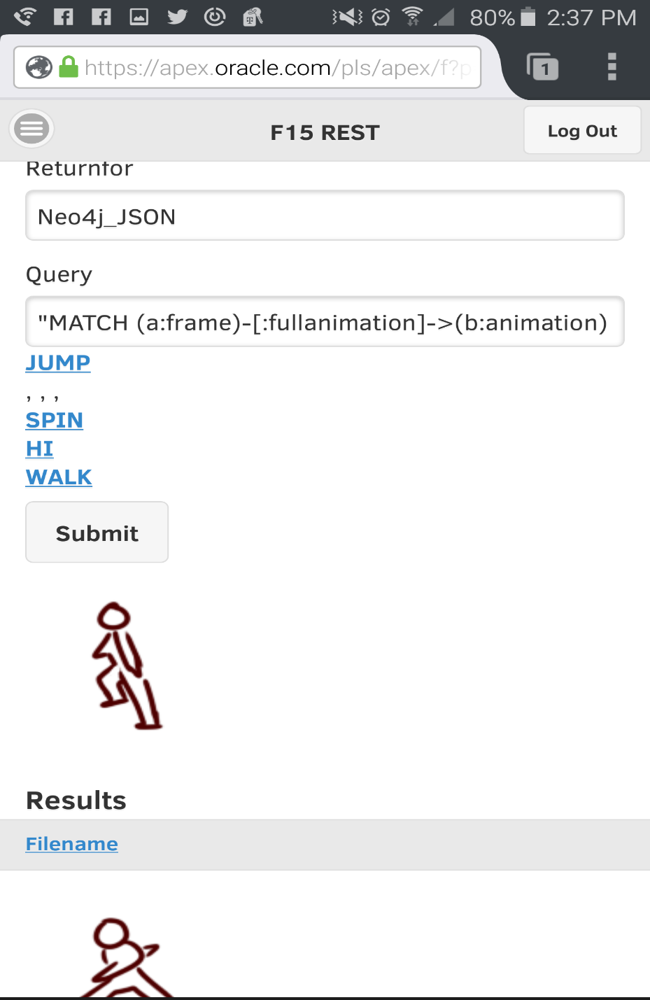 80% 2:37 PM
https://apex.oracle.com/pls/apex/f?p
1
F15 REST
Log Out
Returnfor
Neo4j_JSON
Query
"MATCH (a:frame)-[:fullanimation]->(b:animation)
JUMP
, , ,
SPIN
HI
WALK
Submit
Results
Filename